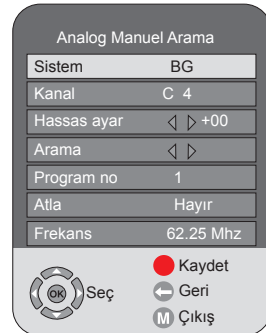 Analog Manuel Arama
Sistem BG
Kanal C 4
Hassas ayar +00
Arama
Program no 1
Atla Hayır
Frekans 62.25 Mhz
Kaydet
OK Seç Geri
M Çıkış